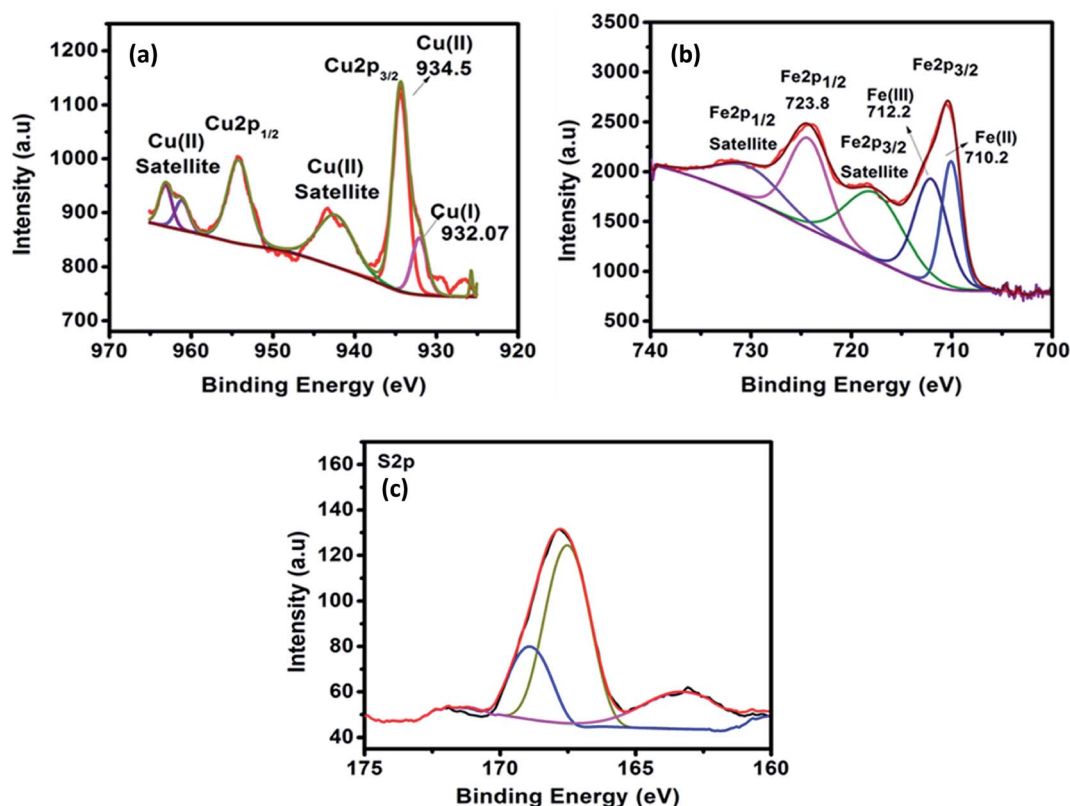 (a)
Cu(II)
934.5
Cu2p3/2
Cu(II)
Satellite
Cu2p1/2
Cu(II)
Satellite
Cu(I)
932.07
1200
1100
1000
900
800
700
970 960 950 940 930 920
Intensity (a.u)
Binding Energy (eV)
(b)
Fe2p3/2
Fe2p1/2
723.8
Fe(III)
712.2
Fe2p1/2
Satellite
Fe2p3/2
Satellite
Fe(II)
710.2
3500
3000
2500
2000
1500
1000
500
740 730 720 710 700
Intensity (a.u)
Binding Energy (eV)
S2p
(c)
160
140
120
100
80
60
40
175 170 165 160
Intensity (a.u)
Binding Energy (eV)